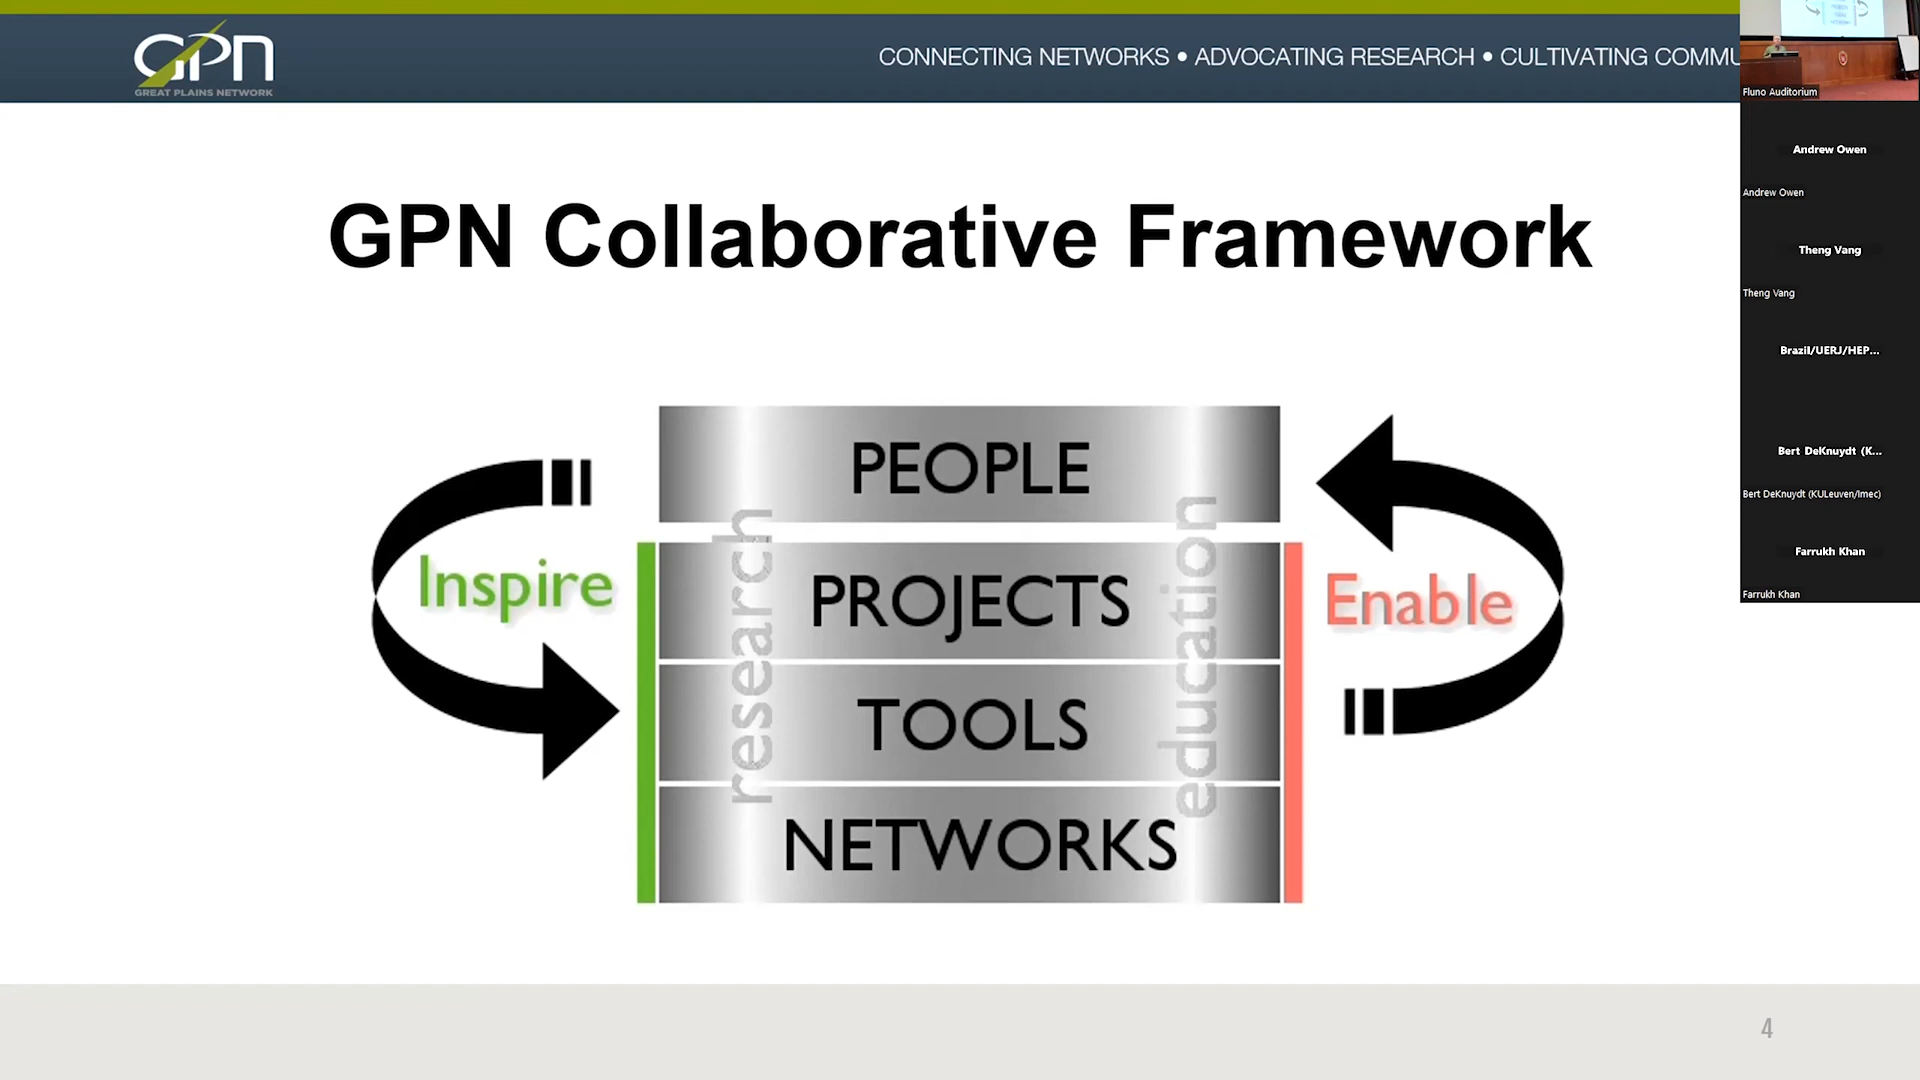 GPN
GREAT PLAINS NETWORK
CONNECTING NETWORKS • ADVOCATING RESEARCH • CULTIVATING COMMU
GPN Collaborative Framework
PEOPLE
PROJECTS
TOOLS
NETWORKS
research
education
Inspire
Enable
4
Fluno Auditorium
Andrew Owen
Andrew Owen
Theng Vang
Theng Vang
Brazil/UERJ/HEP...
Bert DeKnuydt (K...
Bert DeKnuydt (KULeuven/Imec)
Farrukh Khan
Farrukh Khan